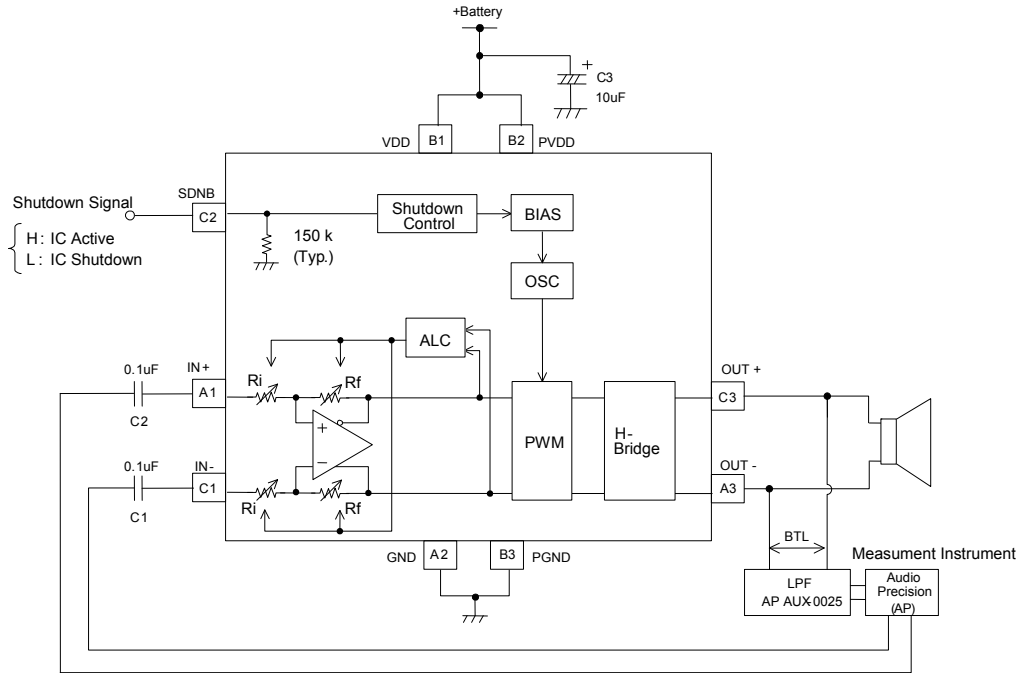 +Battery
+
C3
10uF
VDD
B1
B2
PVDD
SDNB
Shutdown Signal
C2
H : IC Active
L : IC Shutdown
150 k
(Typ.)
Shutdown
Control
BIAS
OSC
ALC
0.1uF
IN+
A1
C2
Ri
Rf
+
−
PWM
H-
Bridge
OUT +
C3
0.1uF
IN-
C1
C1
Ri
Rf
OUT -
A3
GND
A2
B3
PGND
BTL
Measument Instrument
LPF
AP AUX-0025
Audio
Precision
(AP)